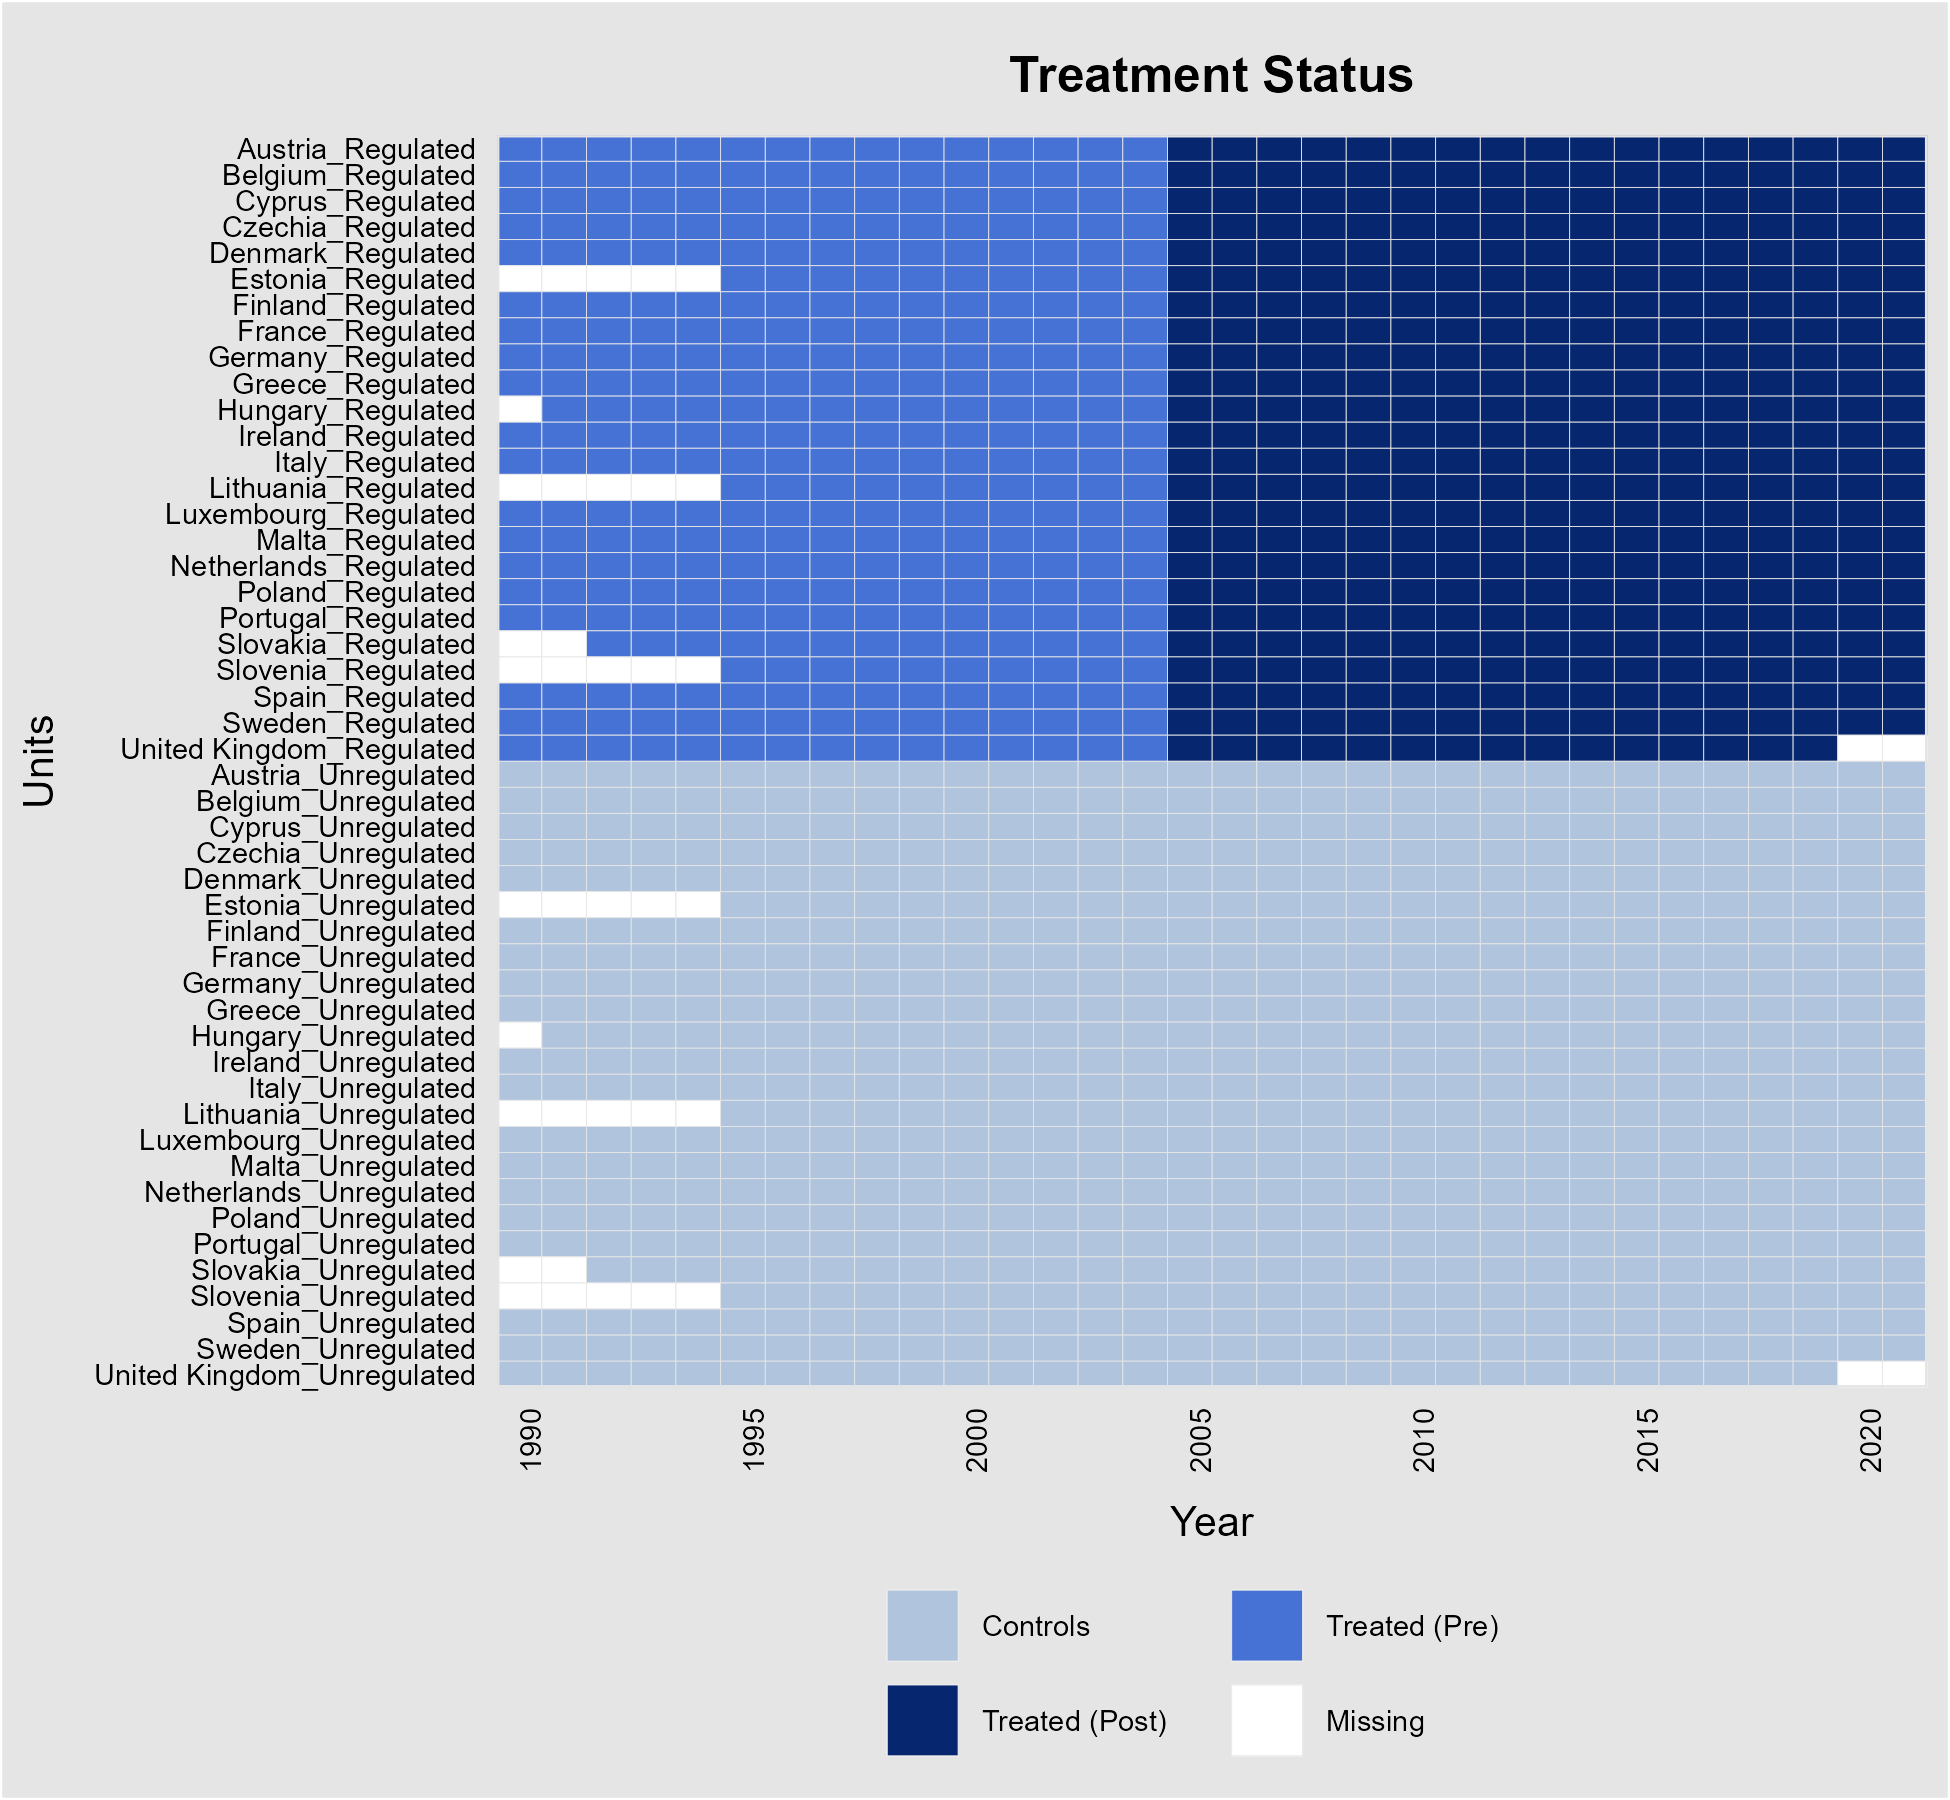 Treatment Status
Austria_Regulated
Belgium_Regulated
Cyprus_Regulated
Czechia_Regulated
Denmark_Regulated
Estonia_Regulated
Finland_Regulated
France_Regulated
Germany_Regulated
Greece_Regulated
Hungary_Regulated
Ireland_Regulated
Italy_Regulated
Lithuania_Regulated
Luxembourg_Regulated
Malta_Regulated
Netherlands_Regulated
Poland_Regulated
Portugal_Regulated
Slovakia_Regulated
Slovenia_Regulated
Spain_Regulated
Sweden_Regulated
United Kingdom_Regulated
Austria_Unregulated
Belgium_Unregulated
Cyprus_Unregulated
Czechia_Unregulated
Denmark_Unregulated
Estonia_Unregulated
Finland_Unregulated
France_Unregulated
Germany_Unregulated
Greece_Unregulated
Hungary_Unregulated
Ireland_Unregulated
Italy_Unregulated
Lithuania_Unregulated
Luxembourg_Unregulated
Malta_Unregulated
Netherlands_Unregulated
Poland_Unregulated
Portugal_Unregulated
Slovakia_Unregulated
Slovenia_Unregulated
Spain_Unregulated
Sweden_Unregulated
United Kingdom_Unregulated
Units
1990 1995 2000 2005 2010 2015 2020
Year
Controls Treated (Pre)
Treated (Post) Missing